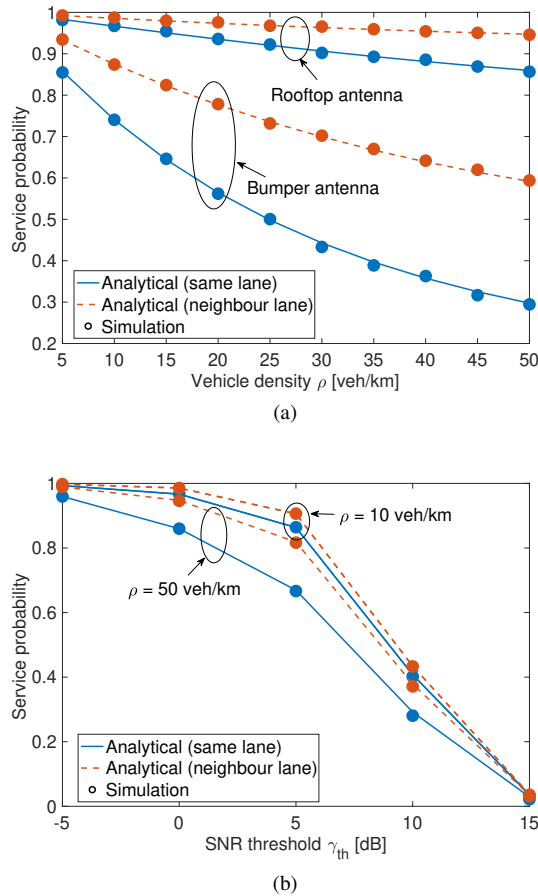 1
0.9
0.8
0.7
0.6
0.5
0.4
0.3
0.2
Service probability
Rooftop antenna
Bumper antenna
Analytical (same lane)
Analytical (neighbour lane)
Simulation
5 10 15 20 25 30 35 40 45 50
Vehicle density ρ [veh/km]
(a)
1
0.8
0.6
0.4
0.2
0
Service probability
ρ = 10 veh/km
ρ = 50 veh/km
Analytical (same lane)
Analytical (neighbour lane)
Simulation
-5 0 5 10 15
SNR threshold γth [dB]
(b)